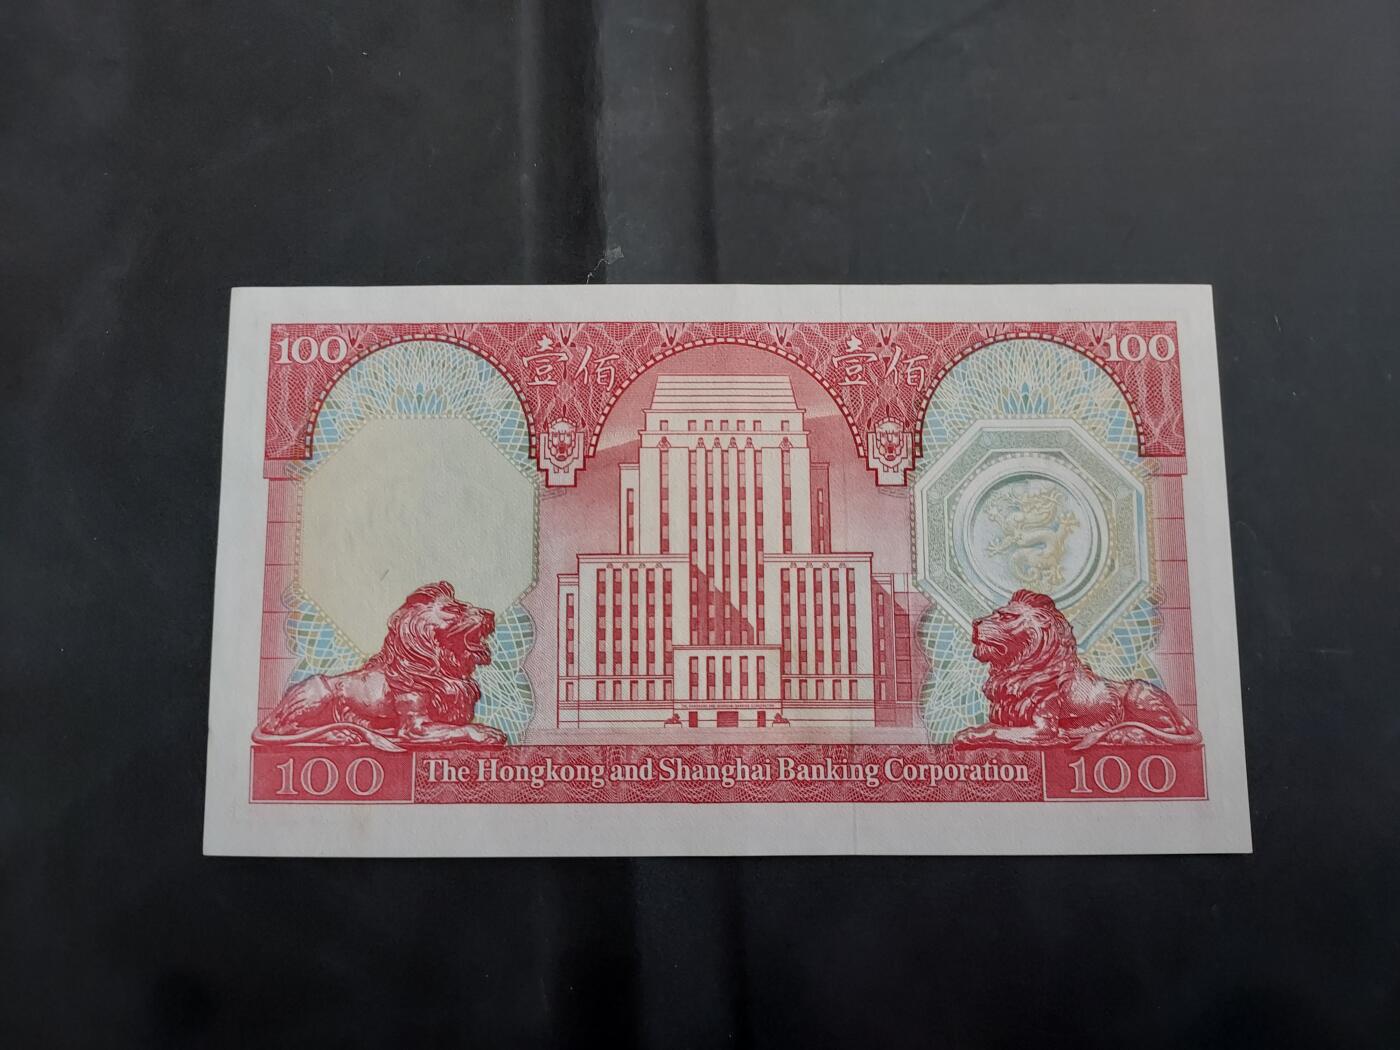 100 壹佰 壹佰 100
100 The Hongkong and Shanghai Banking Corporation 100